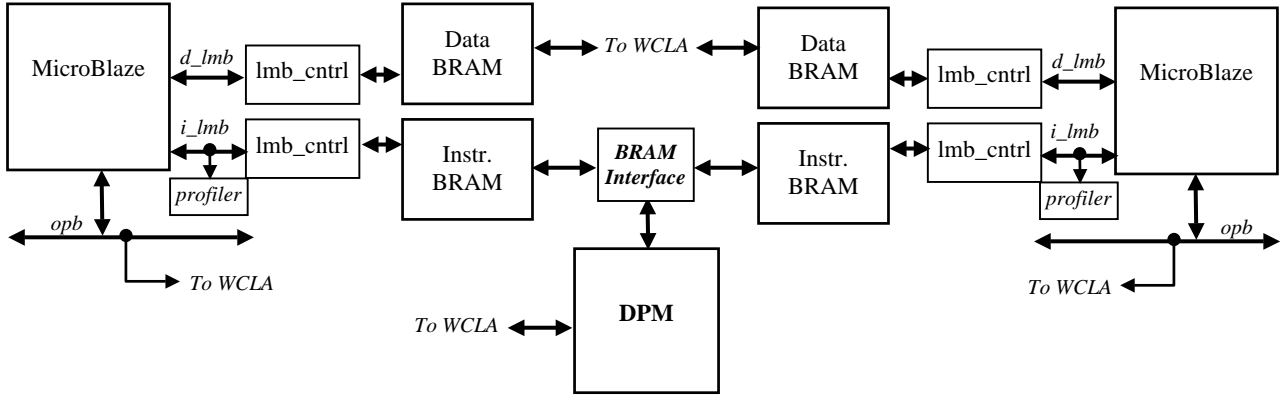 MicroBlaze
d_lmb
lmb_cntrl
Data
BRAM
To WCLA
Data
BRAM
lmb_cntrl
d_lmb
MicroBlaze
i_lmb
lmb_cntrl
profiler
Instr.
BRAM
BRAM
Interface
Instr.
BRAM
lmb_cntrl
i_lmb
profiler
opb
To WCLA
opb
To WCLA
To WCLA
DPM